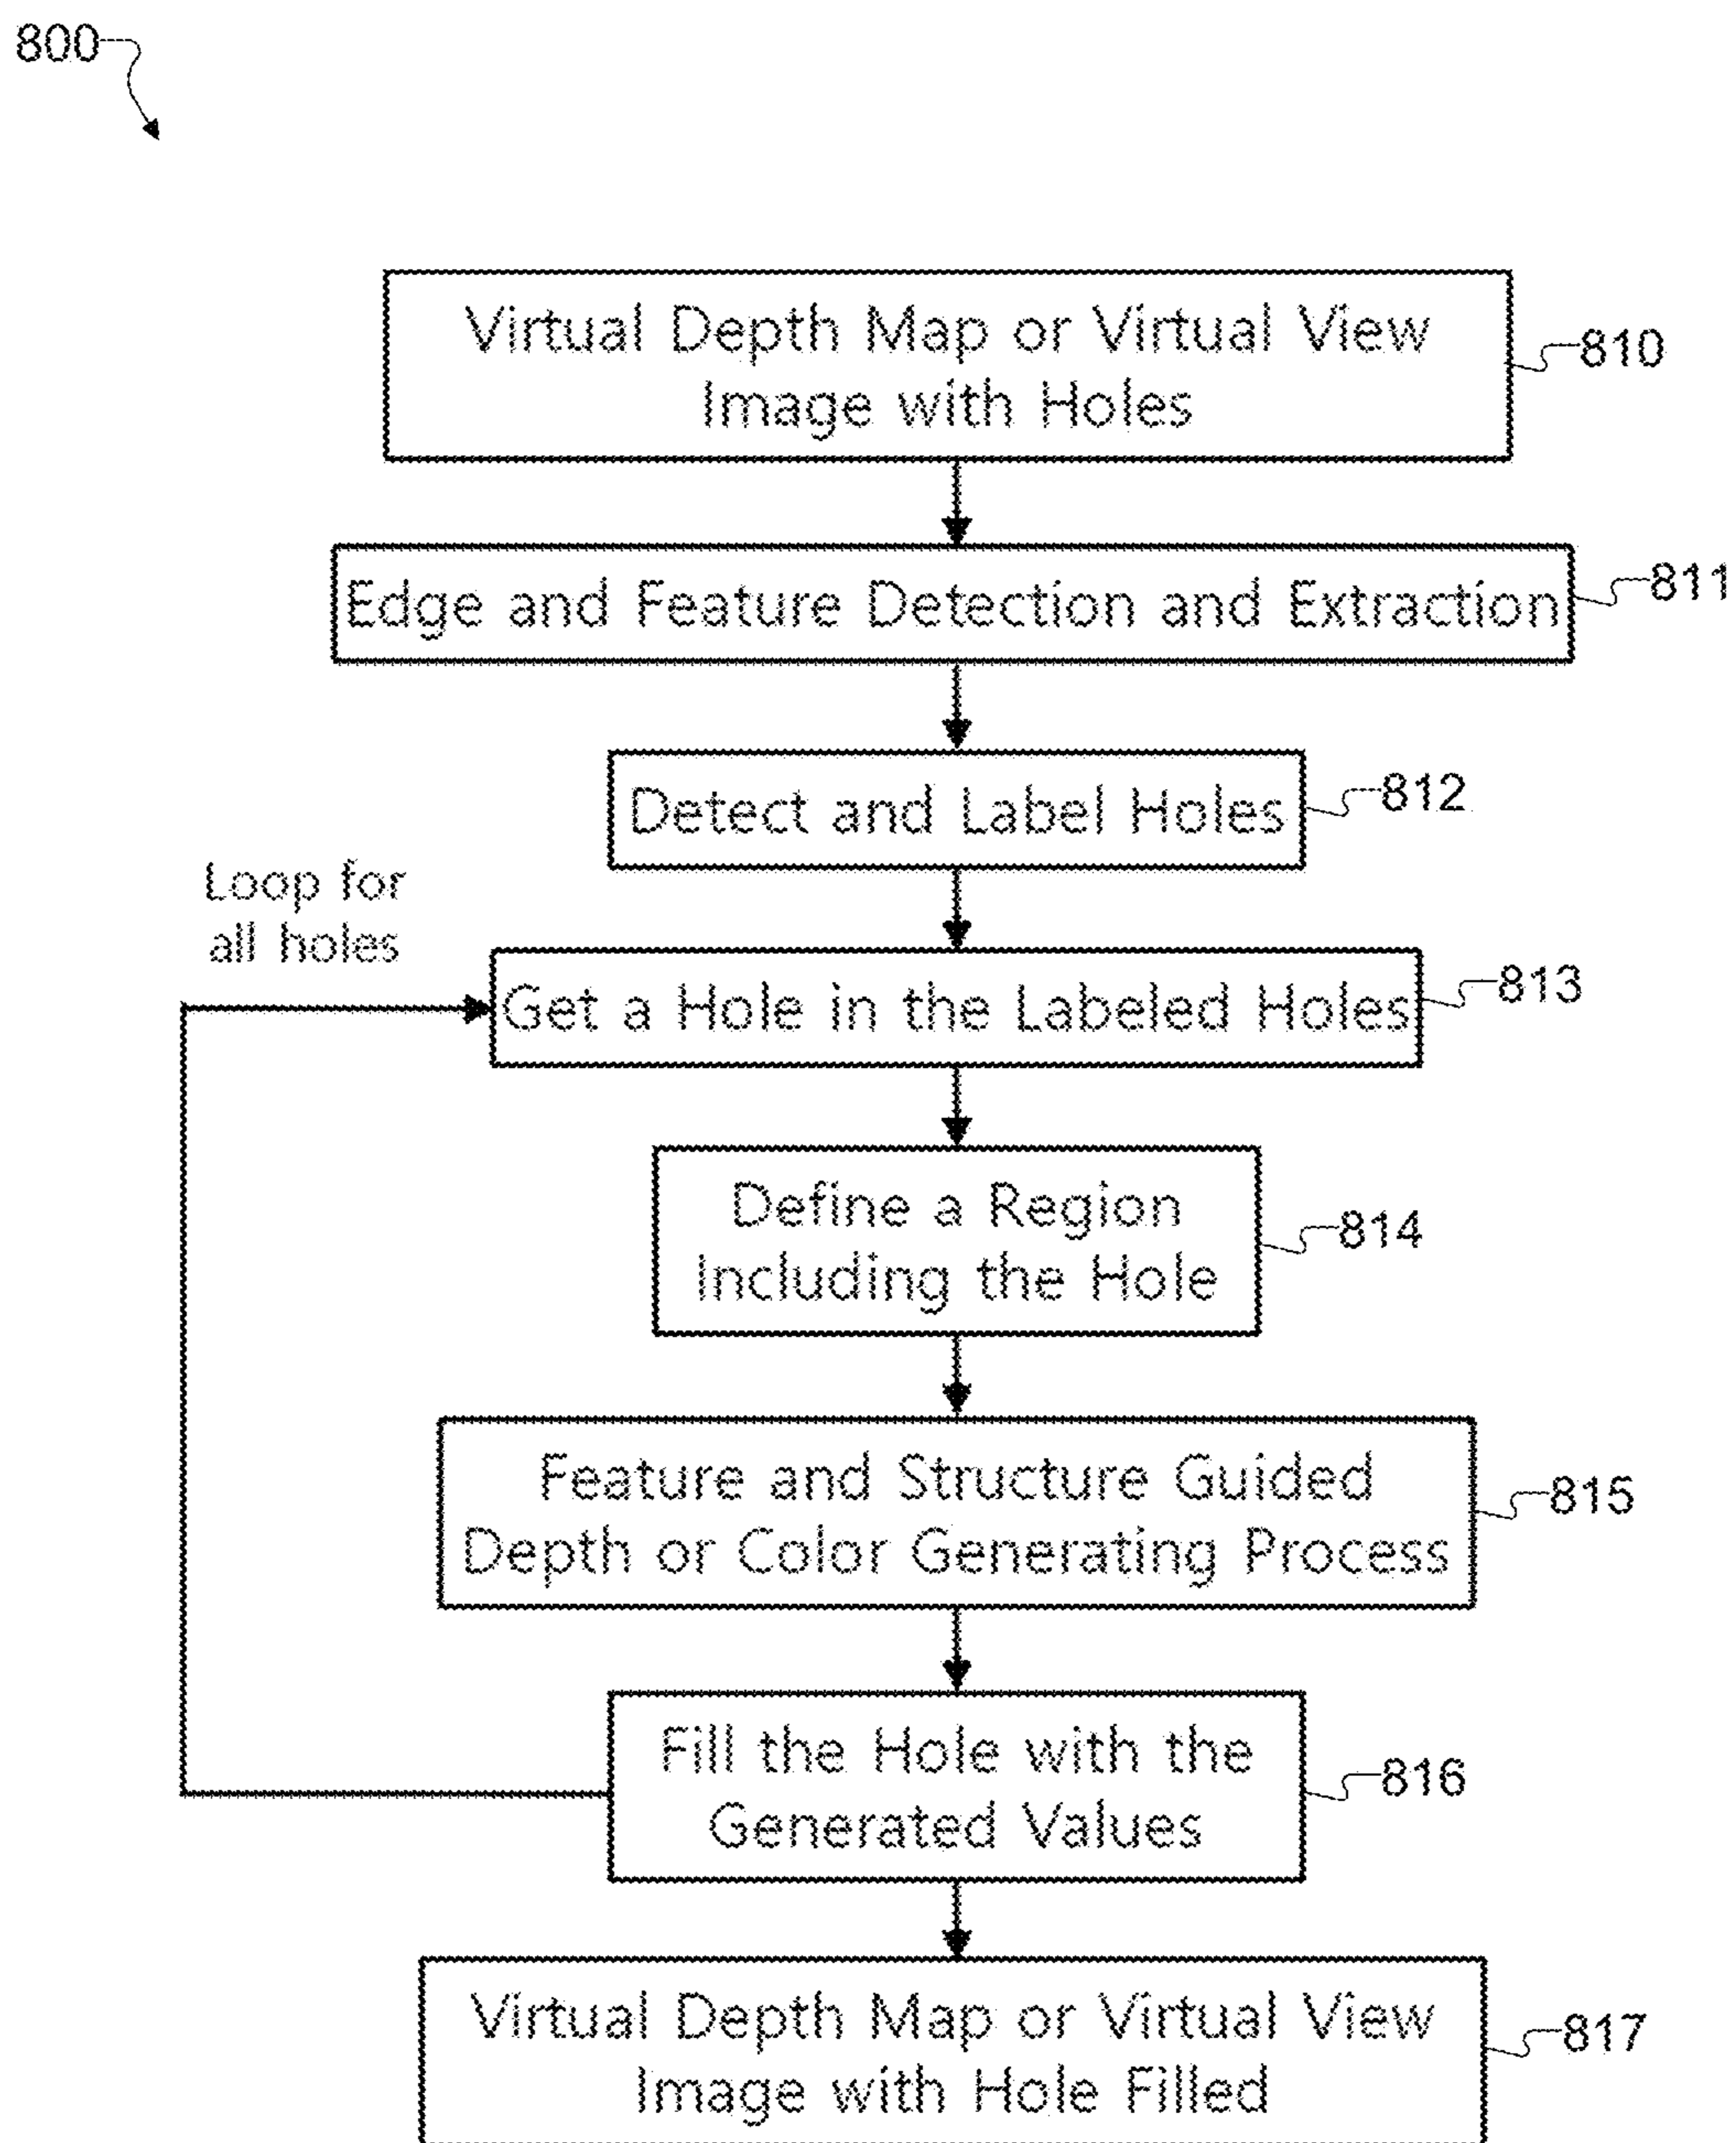 800
Virtual Depth Map or Virtual View
Image with Holes
810
Edge and Feature Detection and Extraction
811
Detect and Label Holes
812
Loop for
all holes
Get a Hole in the Labeled Holes
813
Define a Region
Including the Hole
814
Feature and Structure Guided
Depth or Color Generating Process
815
Fill the Hole with the
Generated Values
816
Virtual Depth Map or Virtual View
Image with Hole Filled
817